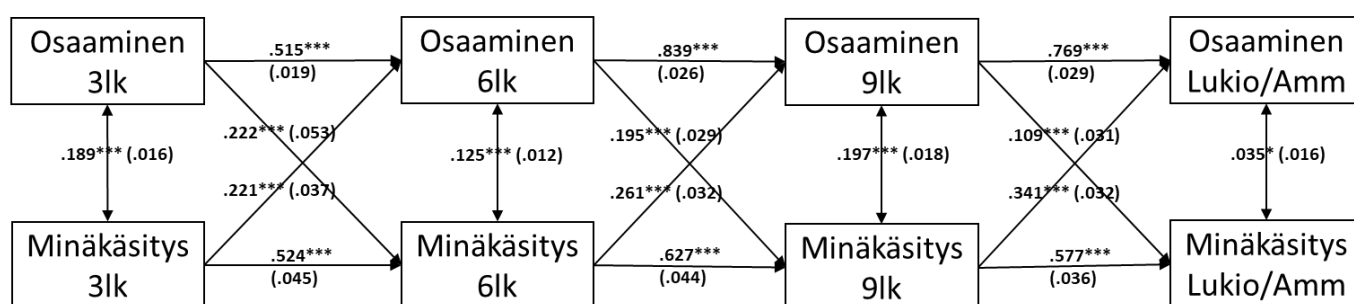 Osaaminen
3lk
Osaaminen
6lk
Osaaminen
9lk
Osaaminen
Lukio/Amm
.515***
(.019)
.839***
(.026)
.769***
(.029)
.189*** (.016)
.222*** (.053)
.221*** (.037)
.125*** (.012)
.195*** (.029)
.261*** (.032)
.197*** (.018)
.109*** (.031)
.341*** (.032)
.035* (.016)
Minäkäsitys
3lk
.524***
(.045)
Minäkäsitys
6lk
.627***
(.044)
Minäkäsitys
9lk
.577***
(.036)
Minäkäsitys
Lukio/Amm